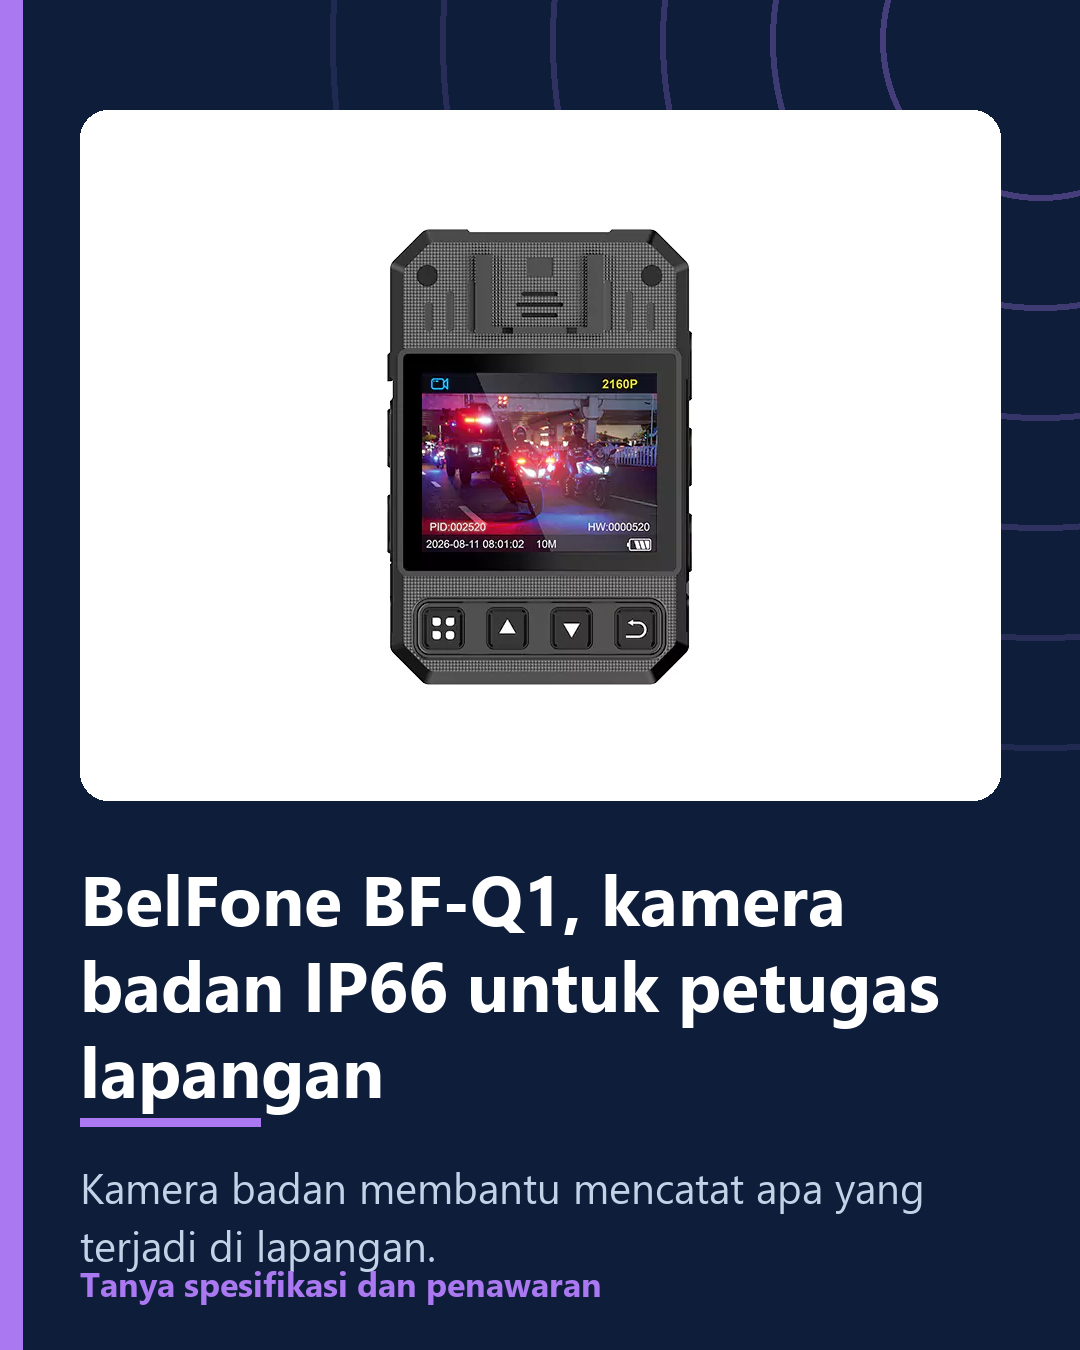 2160P
PID:002520 HW:0000520
2026-08-11 08:01:02 10M
BelFone BF-Q1, kamera
badan IP66 untuk petugas
lapangan
Kamera badan membantu mencatat apa yang
terjadi di lapangan.
Tanya spesifikasi dan penawaran